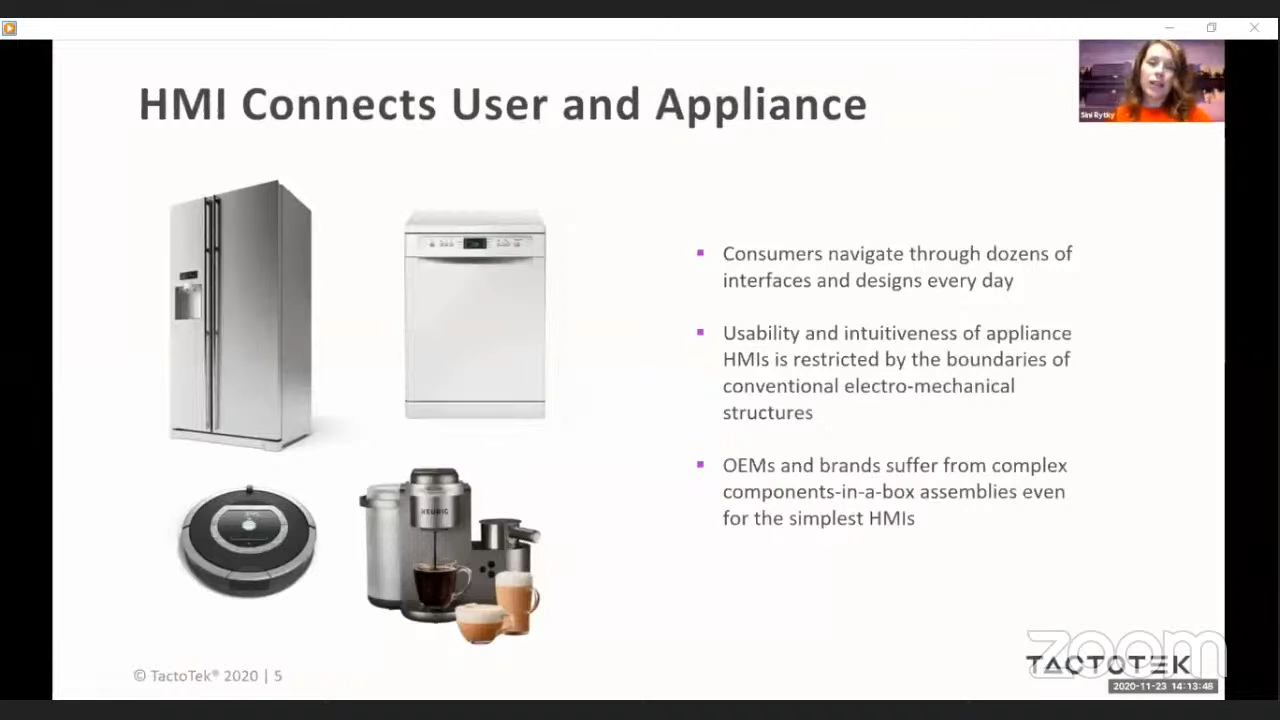 HMI Connects User and Appliance
Sini Rytky
Consumers navigate through dozens of
interfaces and designs every day
Usability and intuitiveness of appliance
HMIs is restricted by the boundaries of
conventional electro-mechanical
structures
OEMs and brands suffer from complex
components-in-a-box assemblies even
for the simplest HMIs
KEURIG
© TactoTek® 2020 | 5
zoom
TACTOTEK
2020-11-23 14:13:48